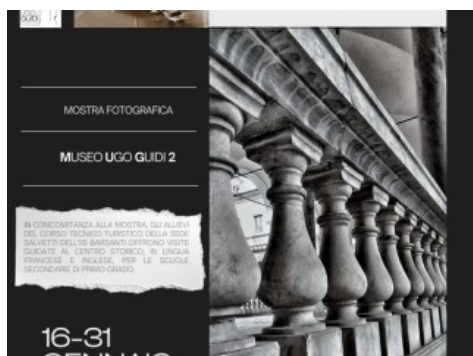 GUIDI
MOSTRA FOTOGRAFICA
MUSEO UGO GUIDI 2
IN CONCOMITANZA ALLA MOSTRA, GLI ALLIEVI
DEL CORSO TECNICO TURISTICO DELLA SEDE
SALVETTI DELL'IIS BARSANTI OFFRONO VISITE
GUIDATE AL CENTRO STORICO, IN LINGUA
FRANCESE E INGLESE, PER LE SCUOLE
SECONDARIE DI PRIMO GRADO.
16-31
GENNAIO